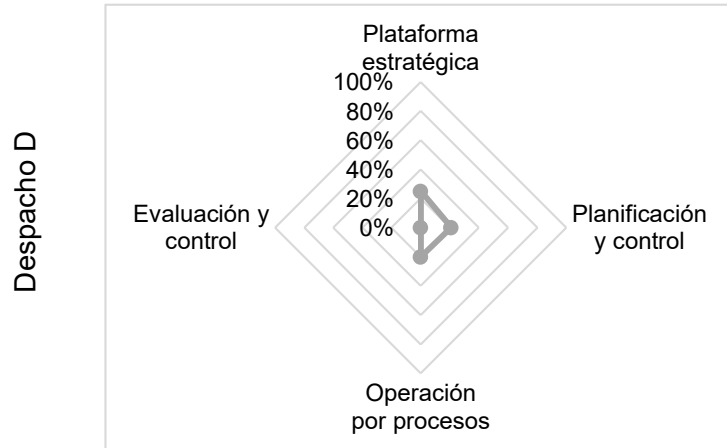 Despacho D
Plataforma
estratégica
100%
80%
60%
40%
20%
0%
Evaluación y
control
Planificación
y control
Operación
por procesos